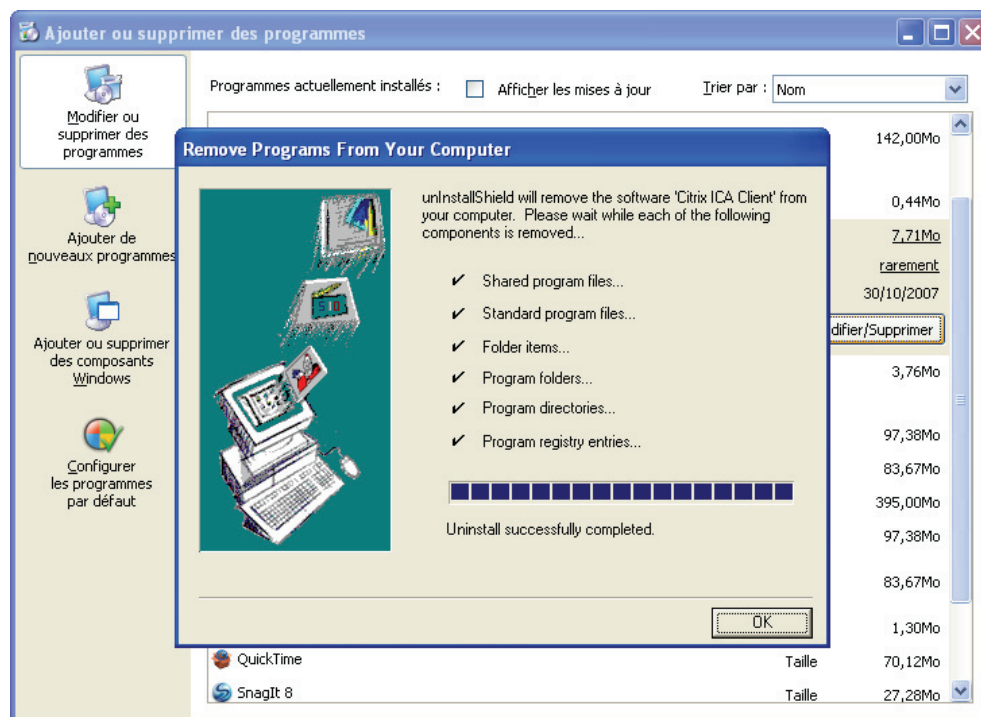 Ajouter ou supprimer des programmes
Modifier ou
supprimer des
programmes
Ajouter de
nouveaux programmes
Ajouter ou supprimer
des composants
Windows
Configurer
les programmes
par défaut
Programmes actuellement installés :
Afficher les mises à jour
Trier par :
Nom
142,00Mo
0,44Mo
7,71Mo
rarement
30/10/2007
difier/Supprimer
3,76Mo
97,38Mo
83,67Mo
395,00Mo
97,38Mo
83,67Mo
1,30Mo
QuickTime
Taille
70,12Mo
SnagIt 8
Taille
27,28Mo
Remove Programs From Your Computer
unInstallShield will remove the software 'Citrix ICA Client' from
your computer. Please wait while each of the following
components is removed...
✔ Shared program files...
✔ Standard program files...
✔ Folder items...
✔ Program folders...
✔ Program directories...
✔ Program registry entries...
Uninstall successfully completed.
OK